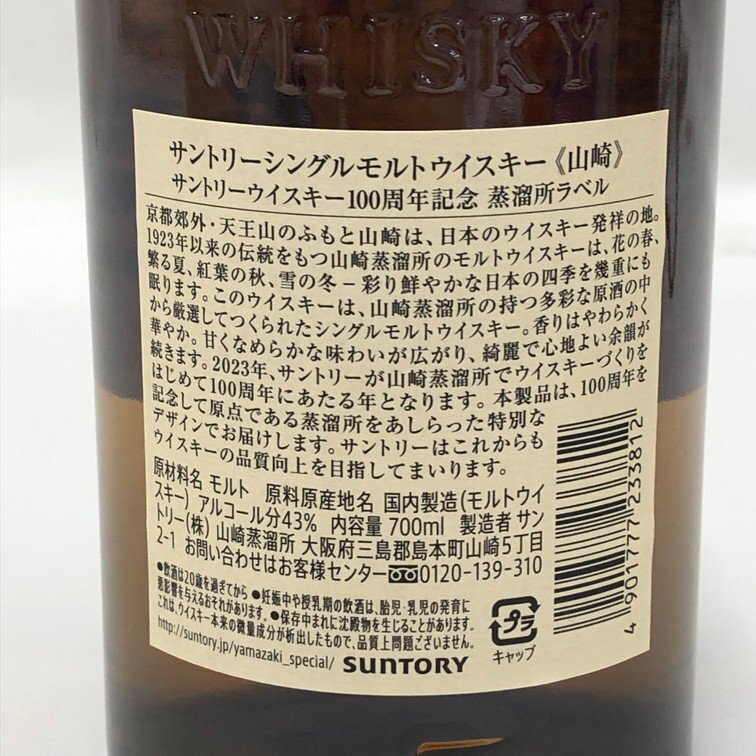 WHISKY
サントリーシングルモルトウイスキー《山崎》
サントリーウイスキー100周年記念 蒸溜所ラベル
京都郊外・天王山のふもと山崎は、日本のウイスキー発祥の地。
1923年以来の伝統をもつ山崎蒸溜所のモルトウイスキーは、花の春、
繁る夏、紅葉の秋、雪の冬－彩り鮮やかな日本の四季を幾重にも
眠ります。このウイスキーは、山崎蒸溜所の持つ多彩な原酒の中
から厳選してつくられたシングルモルトウイスキー。香りはやわらかく
華やか。甘くなめらかな味わいが広がり、綺麗で心地よい余韻が
続きます。2023年、サントリーが山崎蒸溜所でウイスキーづくりを
はじめて100周年にあたる年となります。本製品は、100周年を
記念して原点である蒸溜所をあしらった特別な
デザインでお届けします。サントリーはこれからも
ウイスキーの品質向上を目指してまいります。
原材料名 モルト 原料原産地名 国内製造(モルトウイ
スキー) アルコール分43% 内容量 700ml 製造者 サン
トリー(株) 山崎蒸溜所 大阪府三島郡島本町山崎5丁目
2-1 お問い合わせはお客様センター 0120-139-310
●飲酒は20歳を過ぎてから ●妊娠中や授乳期の飲酒は、胎児・乳児の発育に
悪影響を与えるおそれがあります。 ●保存中まれに沈殿物を生じることがあります。
これは、ウイスキー本来の微量成分が析出したもので、品質上問題ございません。
http://suntory.jp/yamazaki_special/ SUNTORY
プラ
キャップ
4 901777 233812